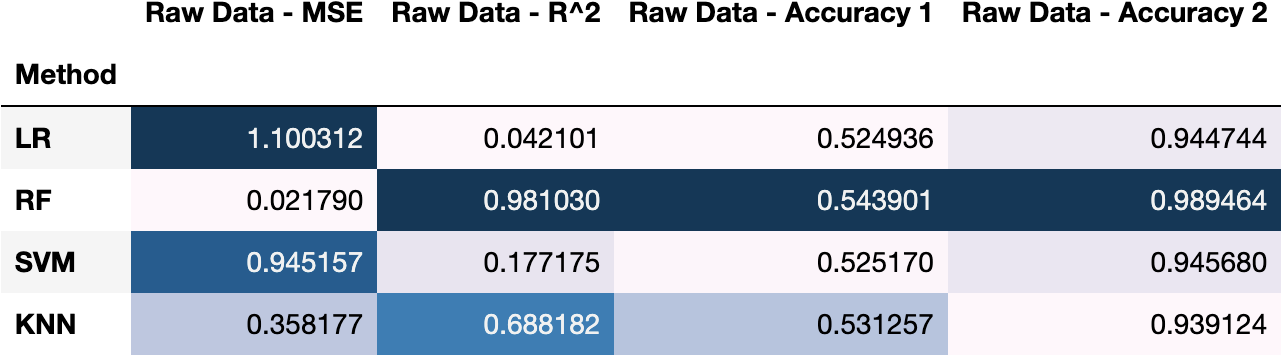 Raw Data - MSE Raw Data - R^2 Raw Data - Accuracy 1 Raw Data - Accuracy 2
Method
LR 1.100312 0.042101 0.524936 0.944744
RF 0.021790 0.981030 0.543901 0.989464
SVM 0.945157 0.177175 0.525170 0.945680
KNN 0.358177 0.688182 0.531257 0.939124